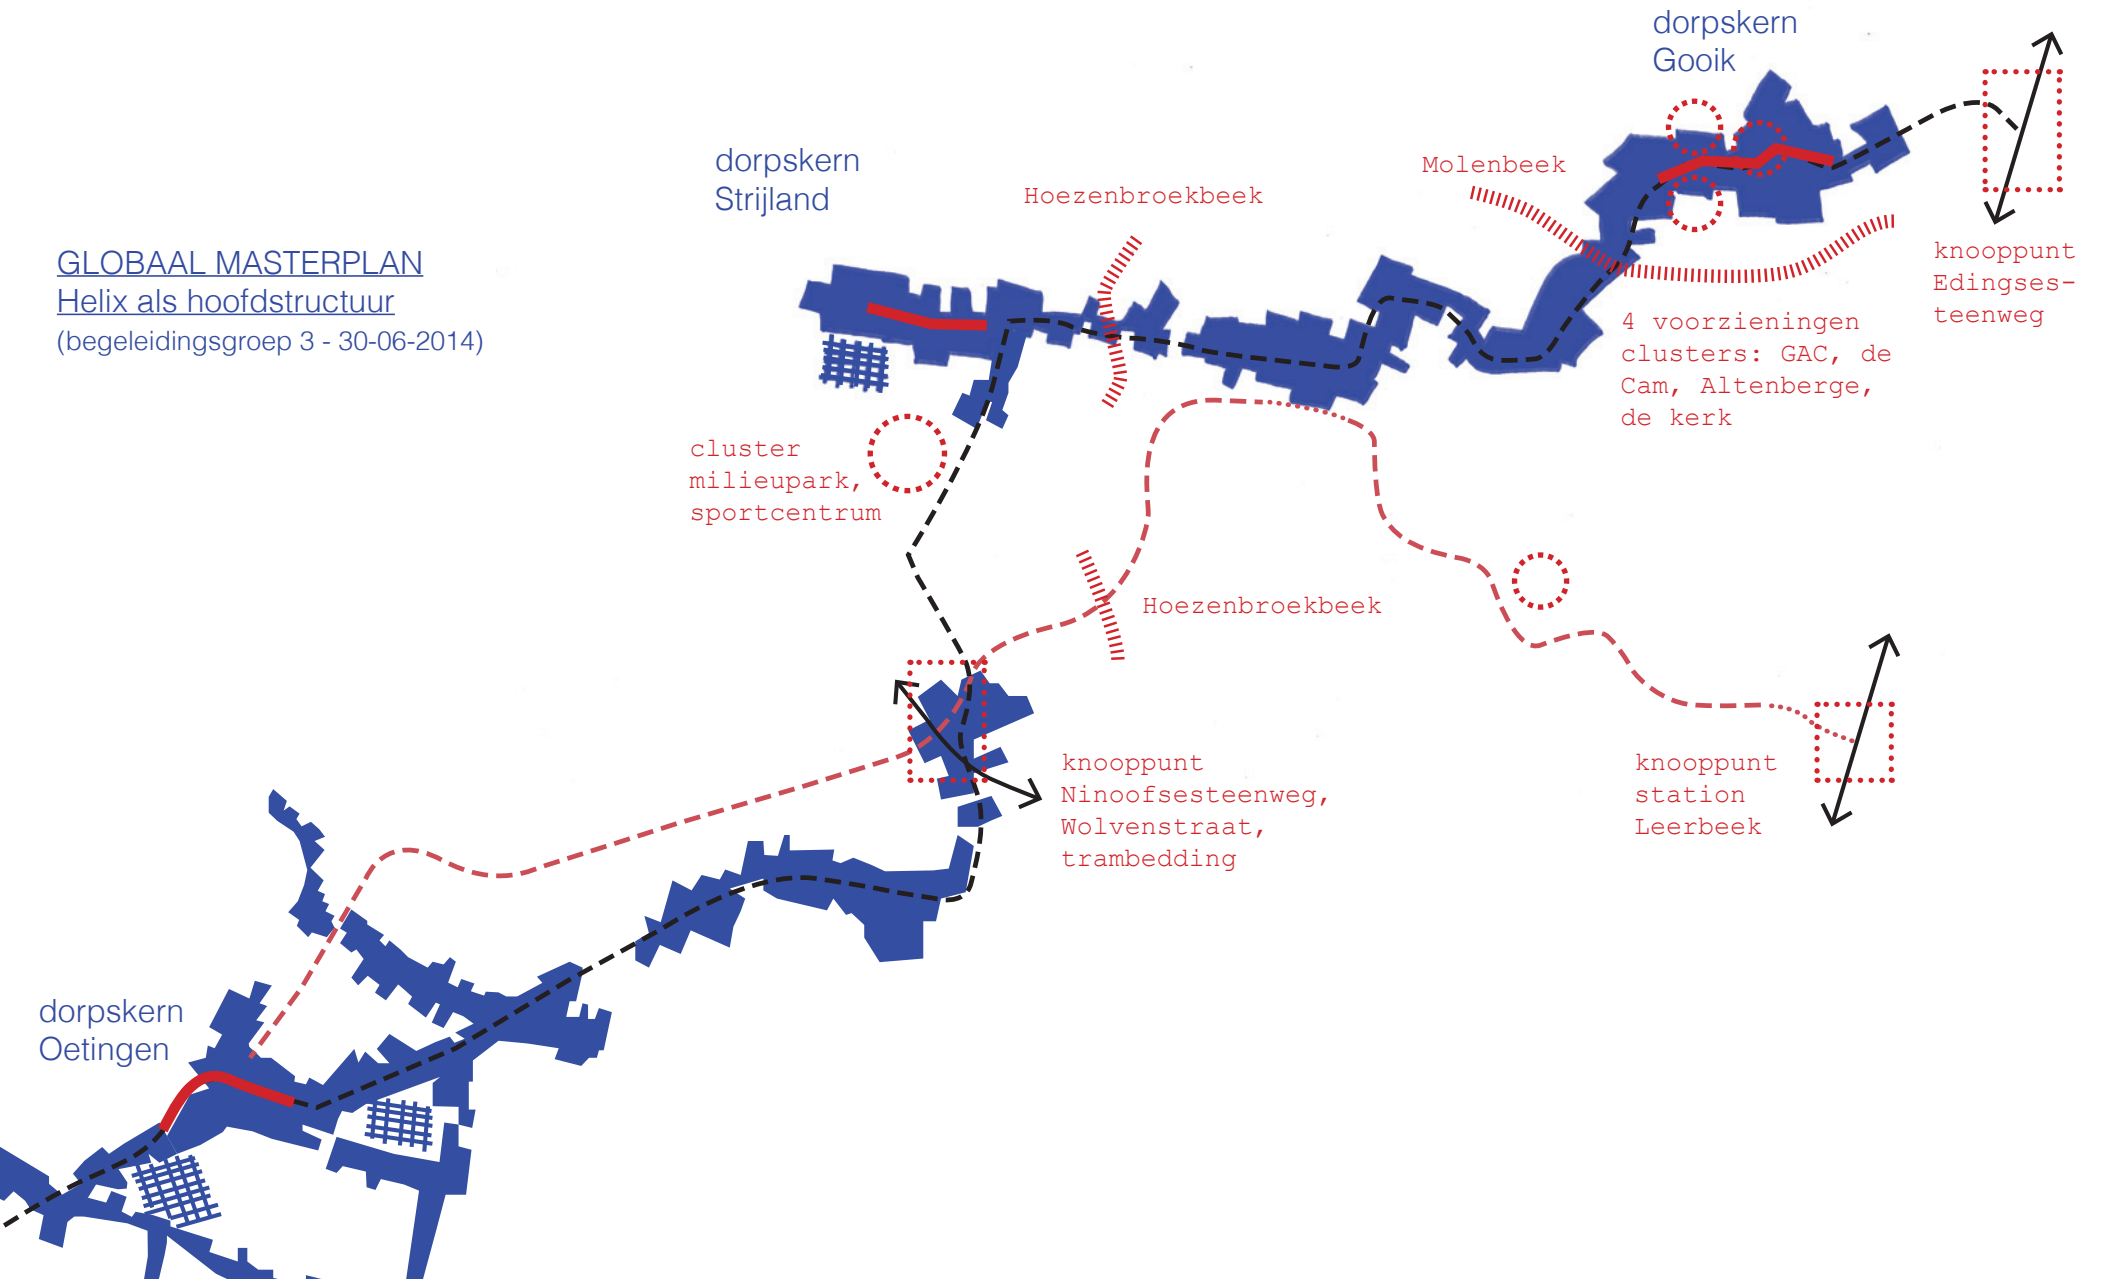 dorpskern
Gooik
dorpskern
Strijland
Molenbeek
Hoezenbroekbeek
GLOBAAL MASTERPLAN
Helix als hoofdstructuur
(begeleidingsgroep 3 - 30-06-2014)
knooppunt
Edingses-
teenweg
4 voorzieningen
clusters: GAC, de
Cam, Altenberge,
de kerk
cluster
milieupark,
sportcentrum
Hoezenbroekbeek
knooppunt
Ninoofsesteenweg,
Wolvenstraat,
trambedding
knooppunt
station
Leerbeek
dorpskern
Oetingen